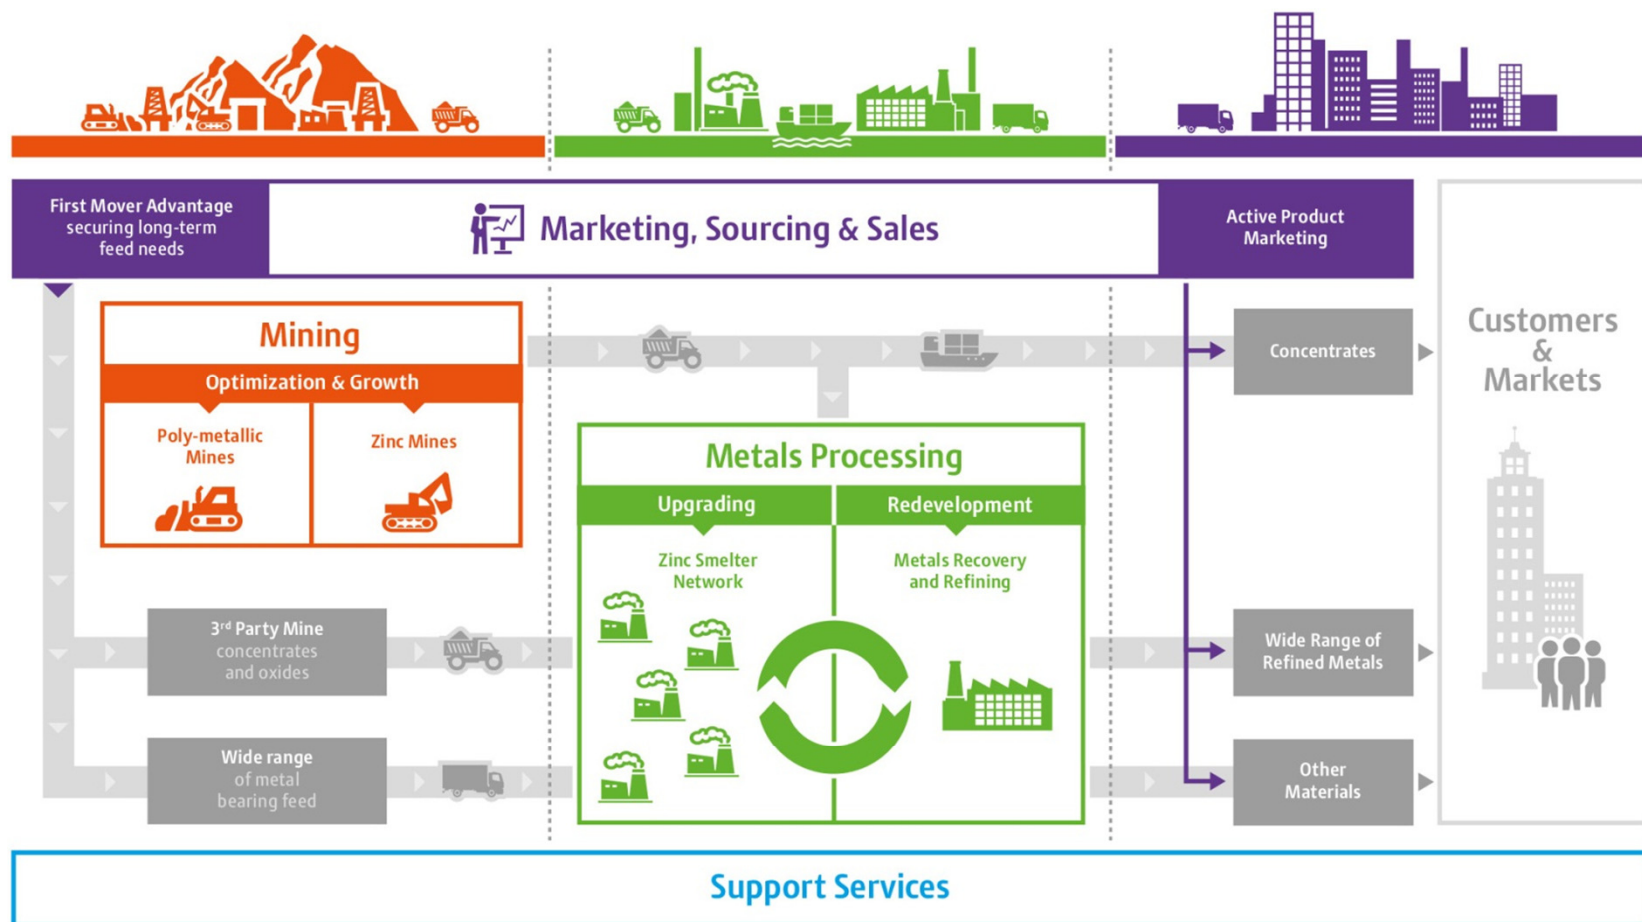 First Mover Advantage
securing long-term
feed needs
Marketing, Sourcing & Sales
Active Product
Marketing
Mining
Optimization & Growth
Poly-metallic
Mines
Zinc Mines
Concentrates
Customers
&
Markets
Metals Processing
Upgrading
Redevelopment
Zinc Smelter
Network
Metals Recovery
and Refining
3rd Party Mine
concentrates
and oxides
Wide Range of
Refined Metals
Wide range
of metal
bearing feed
Other
Materials
Support Services